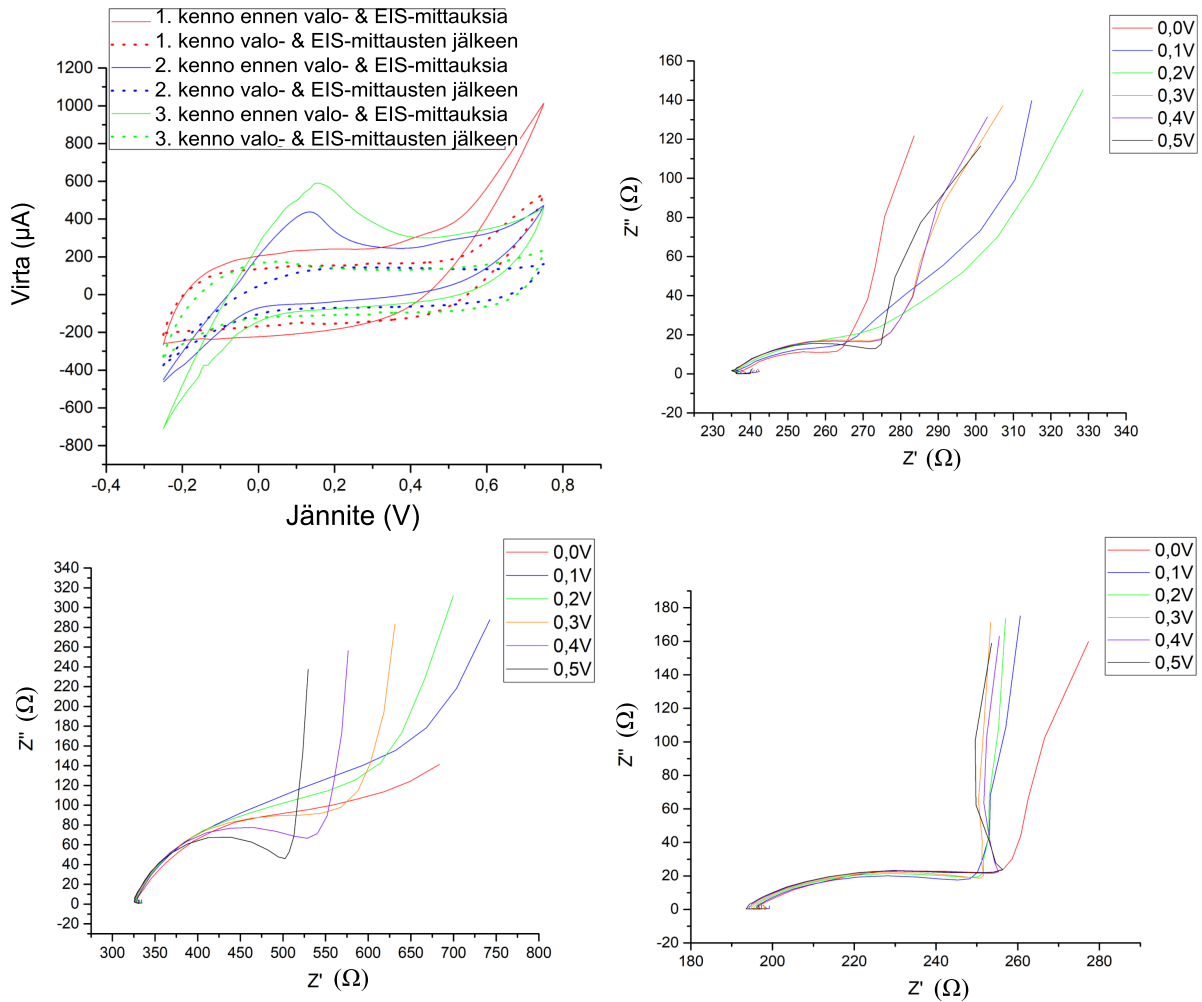 1. kenno ennen valo- & EIS-mittauksia
1. kenno valo- & EIS-mittausten jälkeen
2. kenno ennen valo- & EIS-mittauksia
2. kenno valo- & EIS-mittausten jälkeen
3. kenno ennen valo- & EIS-mittauksia
3. kenno valo- & EIS-mittausten jälkeen
1200
1000
800
600
400
200
0
-200
-400
-600
-800
Virta (µA)
-0,4 -0,2 0,0 0,2 0,4 0,6 0,8
Jännite (V)
0,0V
0,1V
0,2V
0,3V
0,4V
0,5V
160
140
120
100
80
60
40
20
0
-20
Z'' (Ω)
230 240 250 260 270 280 290 300 310 320 330 340
Z' (Ω)
0,0V
0,1V
0,2V
0,3V
0,4V
0,5V
340
320
300
280
260
240
220
200
180
160
140
120
100
80
60
40
20
0
-20
Z'' (Ω)
300 350 400 450 500 550 600 650 700 750 800
Z' (Ω)
0,0V
0,1V
0,2V
0,3V
0,4V
0,5V
180
160
140
120
100
80
60
40
20
0
-20
Z'' (Ω)
180 200 220 240 260 280
Z' (Ω)